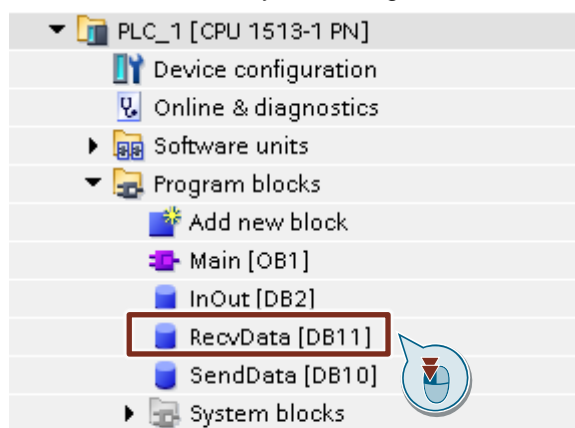 PLC_1 [CPU 1513-1 PN]
Device configuration
Online & diagnostics
Software units
Program blocks
Add new block
Main [OB1]
InOut [DB2]
RecvData [DB11]
SendData [DB10]
System blocks